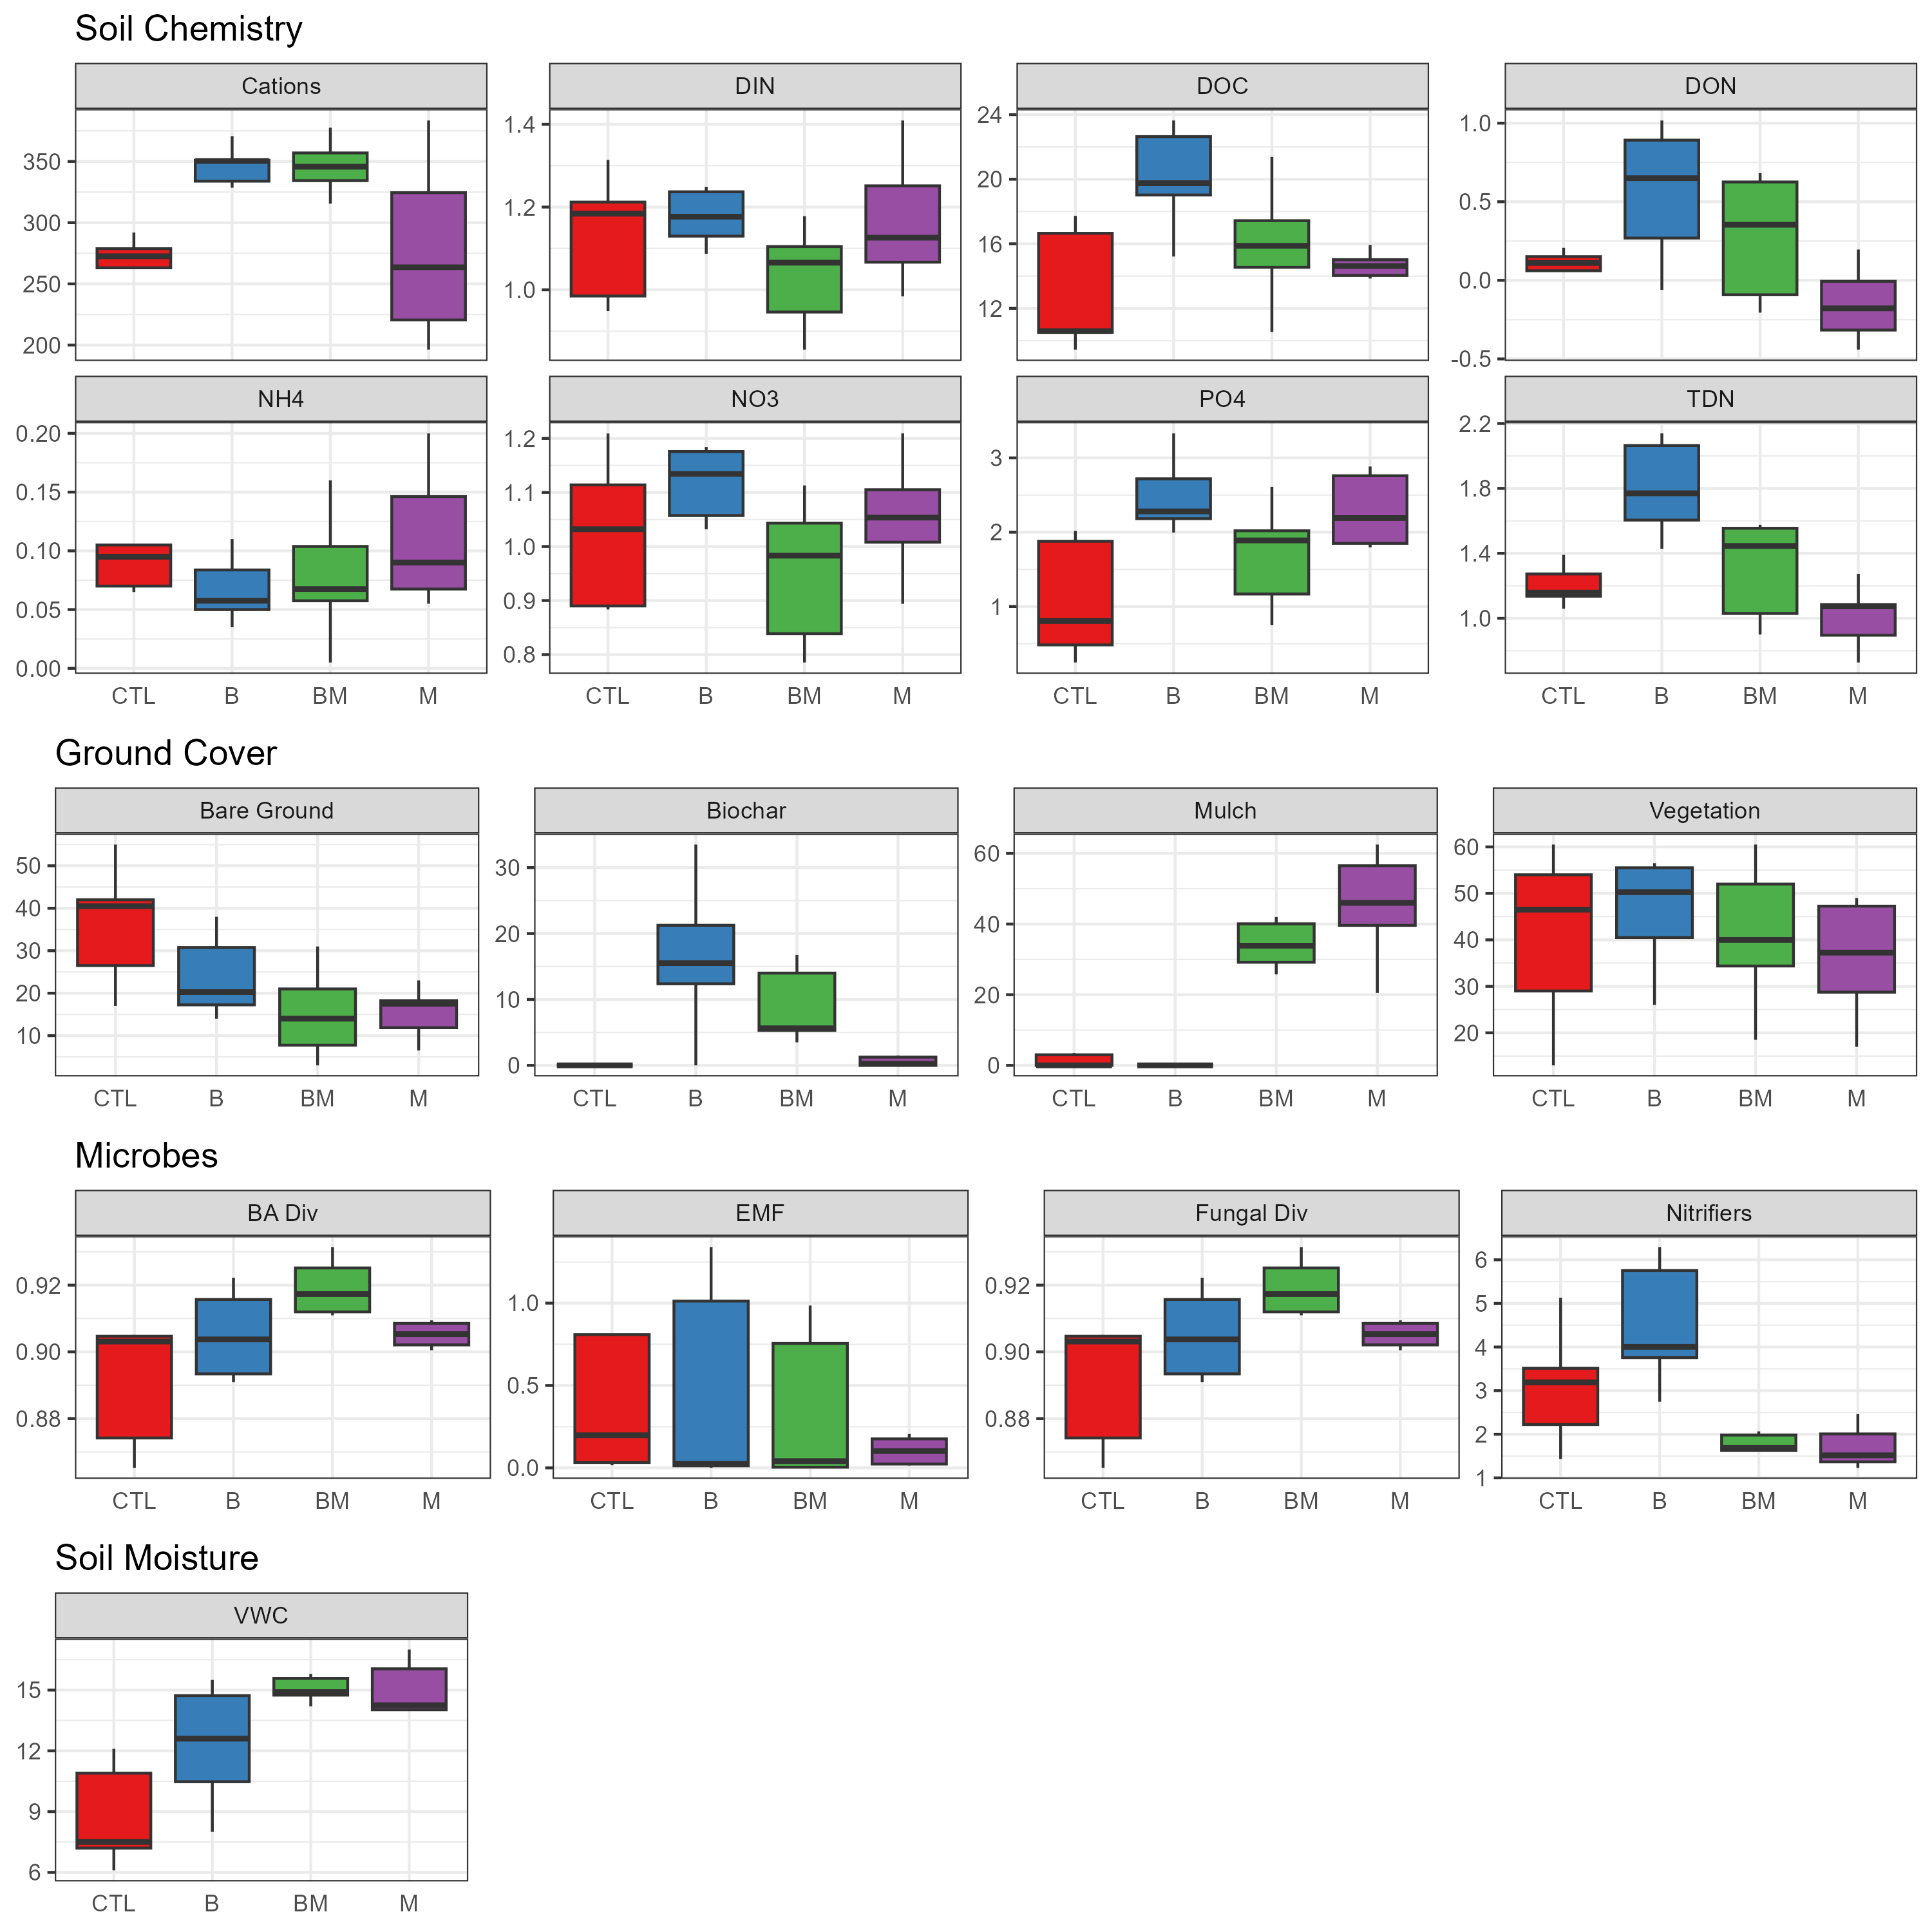 Soil Chemistry
Cations DIN DOC DON
350 300 250 200
1.4 1.2 1.0
24 20 16 12
1.0 0.5 0.0 -0.5
NH4 NO3 PO4 TDN
0.20 0.15 0.10 0.05 0.00
1.2 1.1 1.0 0.9 0.8
3 2 1
2.2 1.8 1.4 1.0
CTL B BM M CTL B BM M CTL B BM M CTL B BM M
Ground Cover
Bare Ground Biochar Mulch Vegetation
50 40 30 20 10
30 20 10 0
60 40 20 0
60 50 40 30 20
CTL B BM M CTL B BM M CTL B BM M CTL B BM M
Microbes
BA Div EMF Fungal Div Nitrifiers
0.92 0.90 0.88
1.0 0.5 0.0
0.92 0.90 0.88
6 5 4 3 2 1
CTL B BM M CTL B BM M CTL B BM M CTL B BM M
Soil Moisture
VWC
15 12 9 6
CTL B BM M